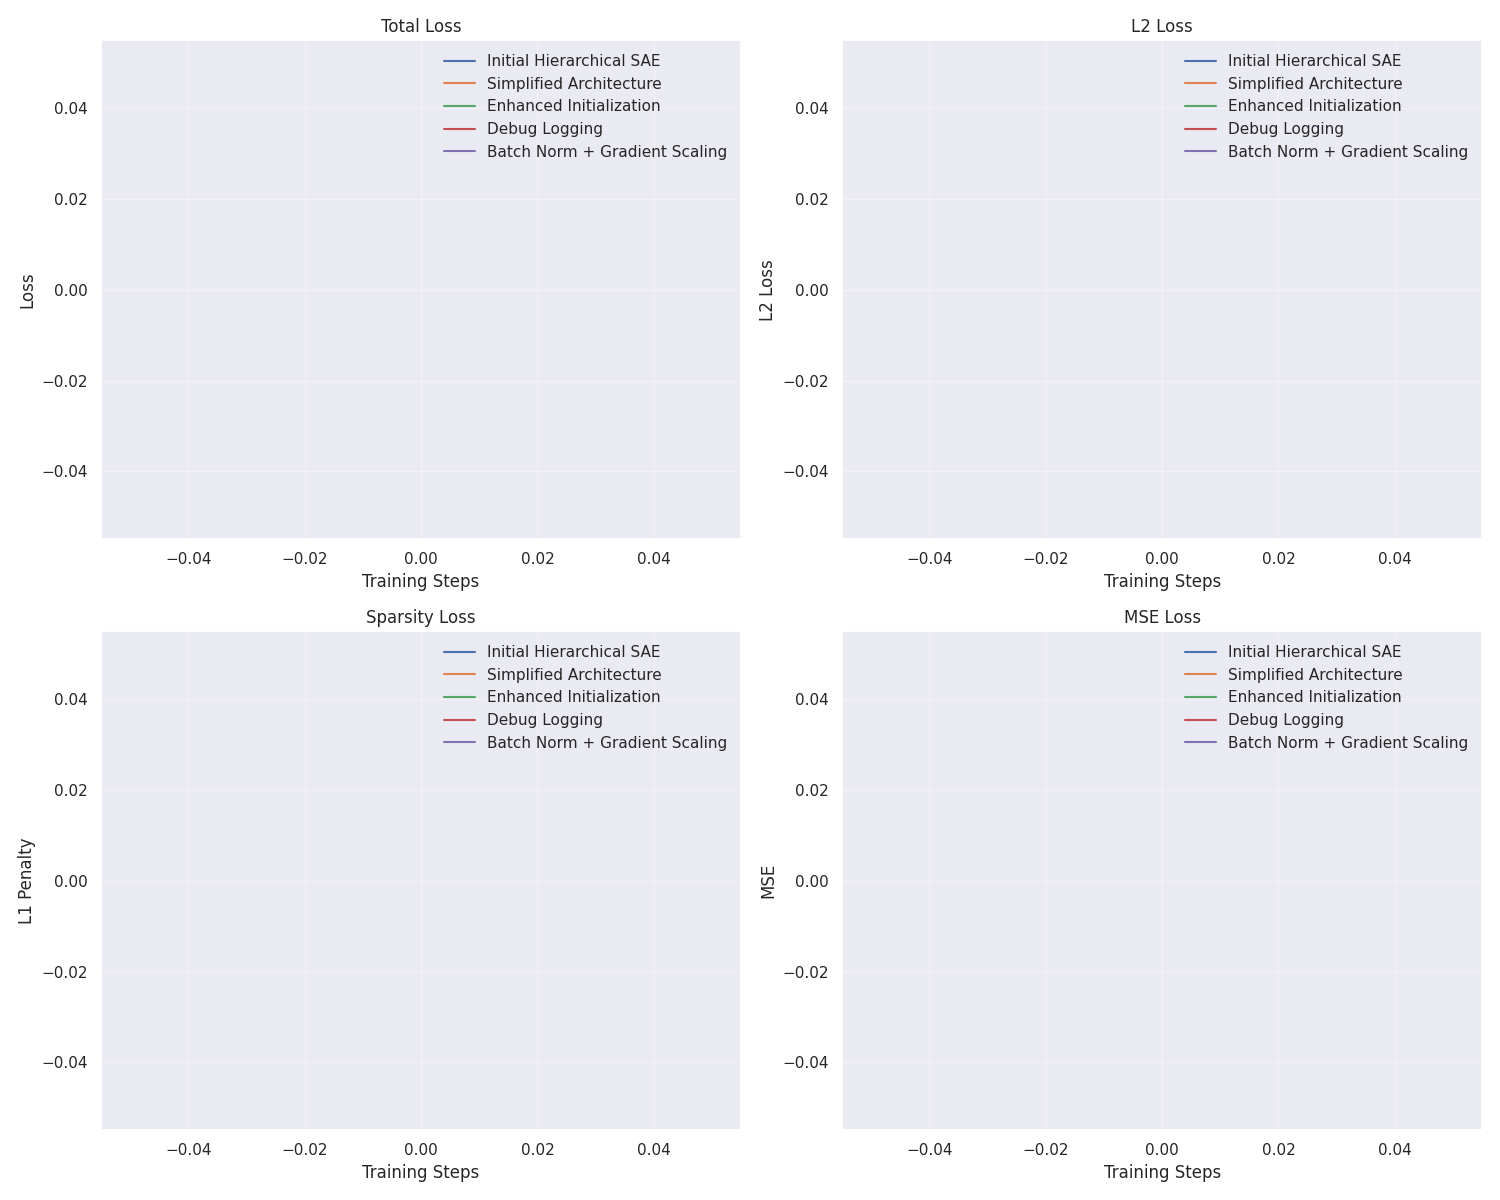 Total Loss
Initial Hierarchical SAE
Simplified Architecture
Enhanced Initialization
Debug Logging
Batch Norm + Gradient Scaling
0.04
0.02
0.00
−0.02
−0.04
Loss
−0.04 −0.02 0.00 0.02 0.04
Training Steps
L2 Loss
Initial Hierarchical SAE
Simplified Architecture
Enhanced Initialization
Debug Logging
Batch Norm + Gradient Scaling
0.04
0.02
0.00
−0.02
−0.04
L2 Loss
−0.04 −0.02 0.00 0.02 0.04
Training Steps
Sparsity Loss
Initial Hierarchical SAE
Simplified Architecture
Enhanced Initialization
Debug Logging
Batch Norm + Gradient Scaling
0.04
0.02
0.00
−0.02
−0.04
L1 Penalty
−0.04 −0.02 0.00 0.02 0.04
Training Steps
MSE Loss
Initial Hierarchical SAE
Simplified Architecture
Enhanced Initialization
Debug Logging
Batch Norm + Gradient Scaling
0.04
0.02
0.00
−0.02
−0.04
MSE
−0.04 −0.02 0.00 0.02 0.04
Training Steps